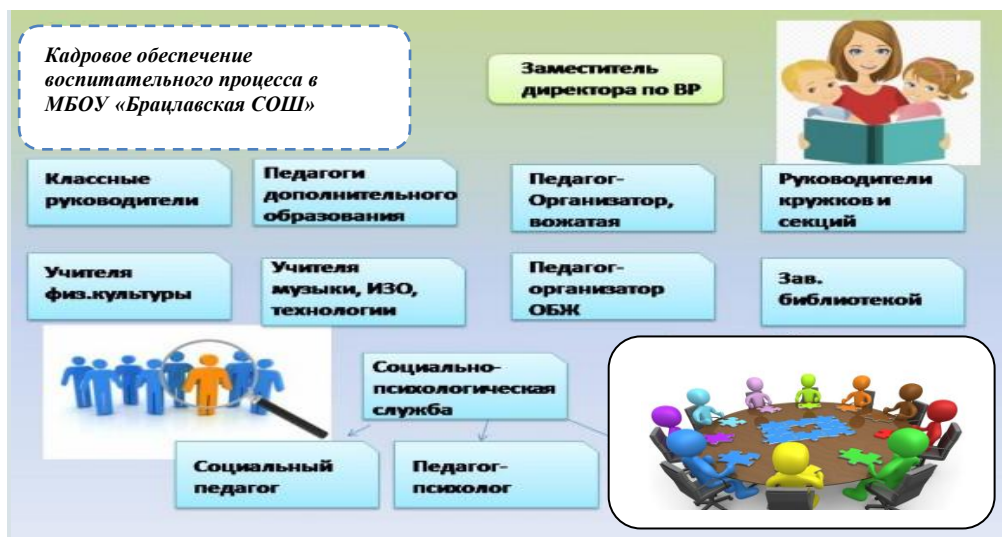 Кадровое обеспечение
воспитательного процесса в
МБОУ «Брацлавская СОШ»
Заместитель
директора по ВР
Классные
руководители
Педагоги
дополнительного
образования
Педагог-
Организатор,
вожатая
Руководители
кружков и
секций
Учителя
физ.культуры
Учителя
музыки, ИЗО,
технологии
Педагог-
организатор
ОБЖ
Зав.
библиотекой
Социально-
психологическая
служба
Социальный
педагог
Педагог-
психолог